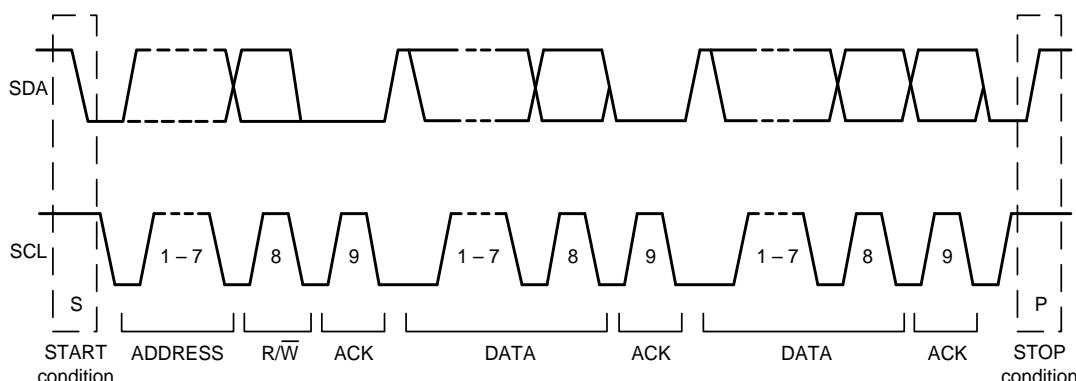 SDA
SCL
1 – 7
8
9
1 – 7
8
9
1 – 7
8
9
S
P
START
condition
ADDRESS
R/W̅
ACK
DATA
ACK
DATA
ACK
STOP
condition